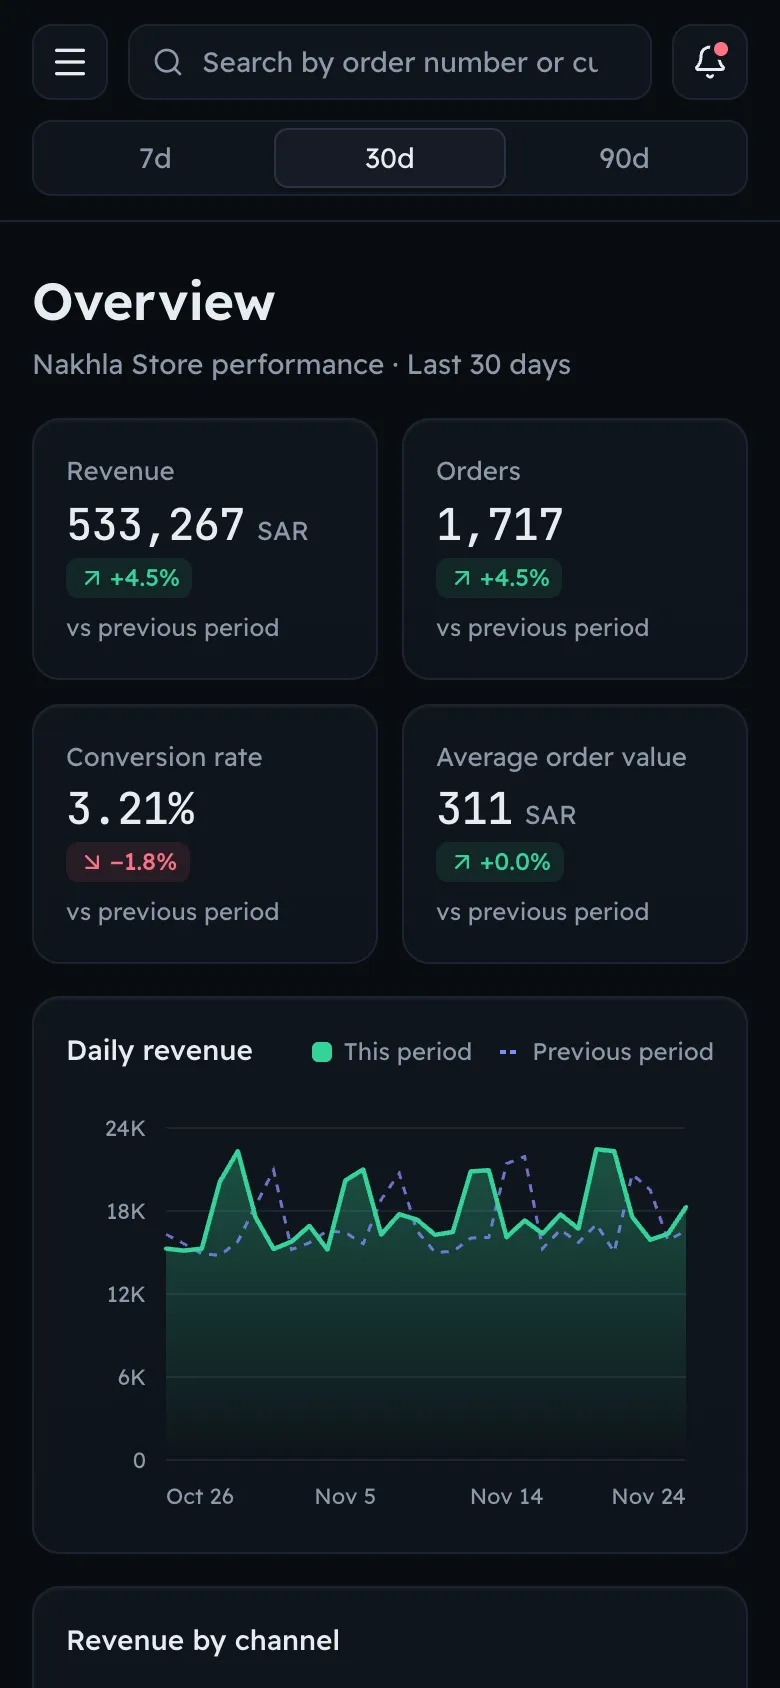 Search by order number or cu
7d 30d 90d
Overview
Nakhla Store performance · Last 30 days
Revenue
533,267 SAR
+4.5%
vs previous period
Orders
1,717
+4.5%
vs previous period
Conversion rate
3.21%
−1.8%
vs previous period
Average order value
311 SAR
+0.0%
vs previous period
Daily revenue
This period
Previous period
24K
18K
12K
6K
0
Oct 26 Nov 5 Nov 14 Nov 24
Revenue by channel